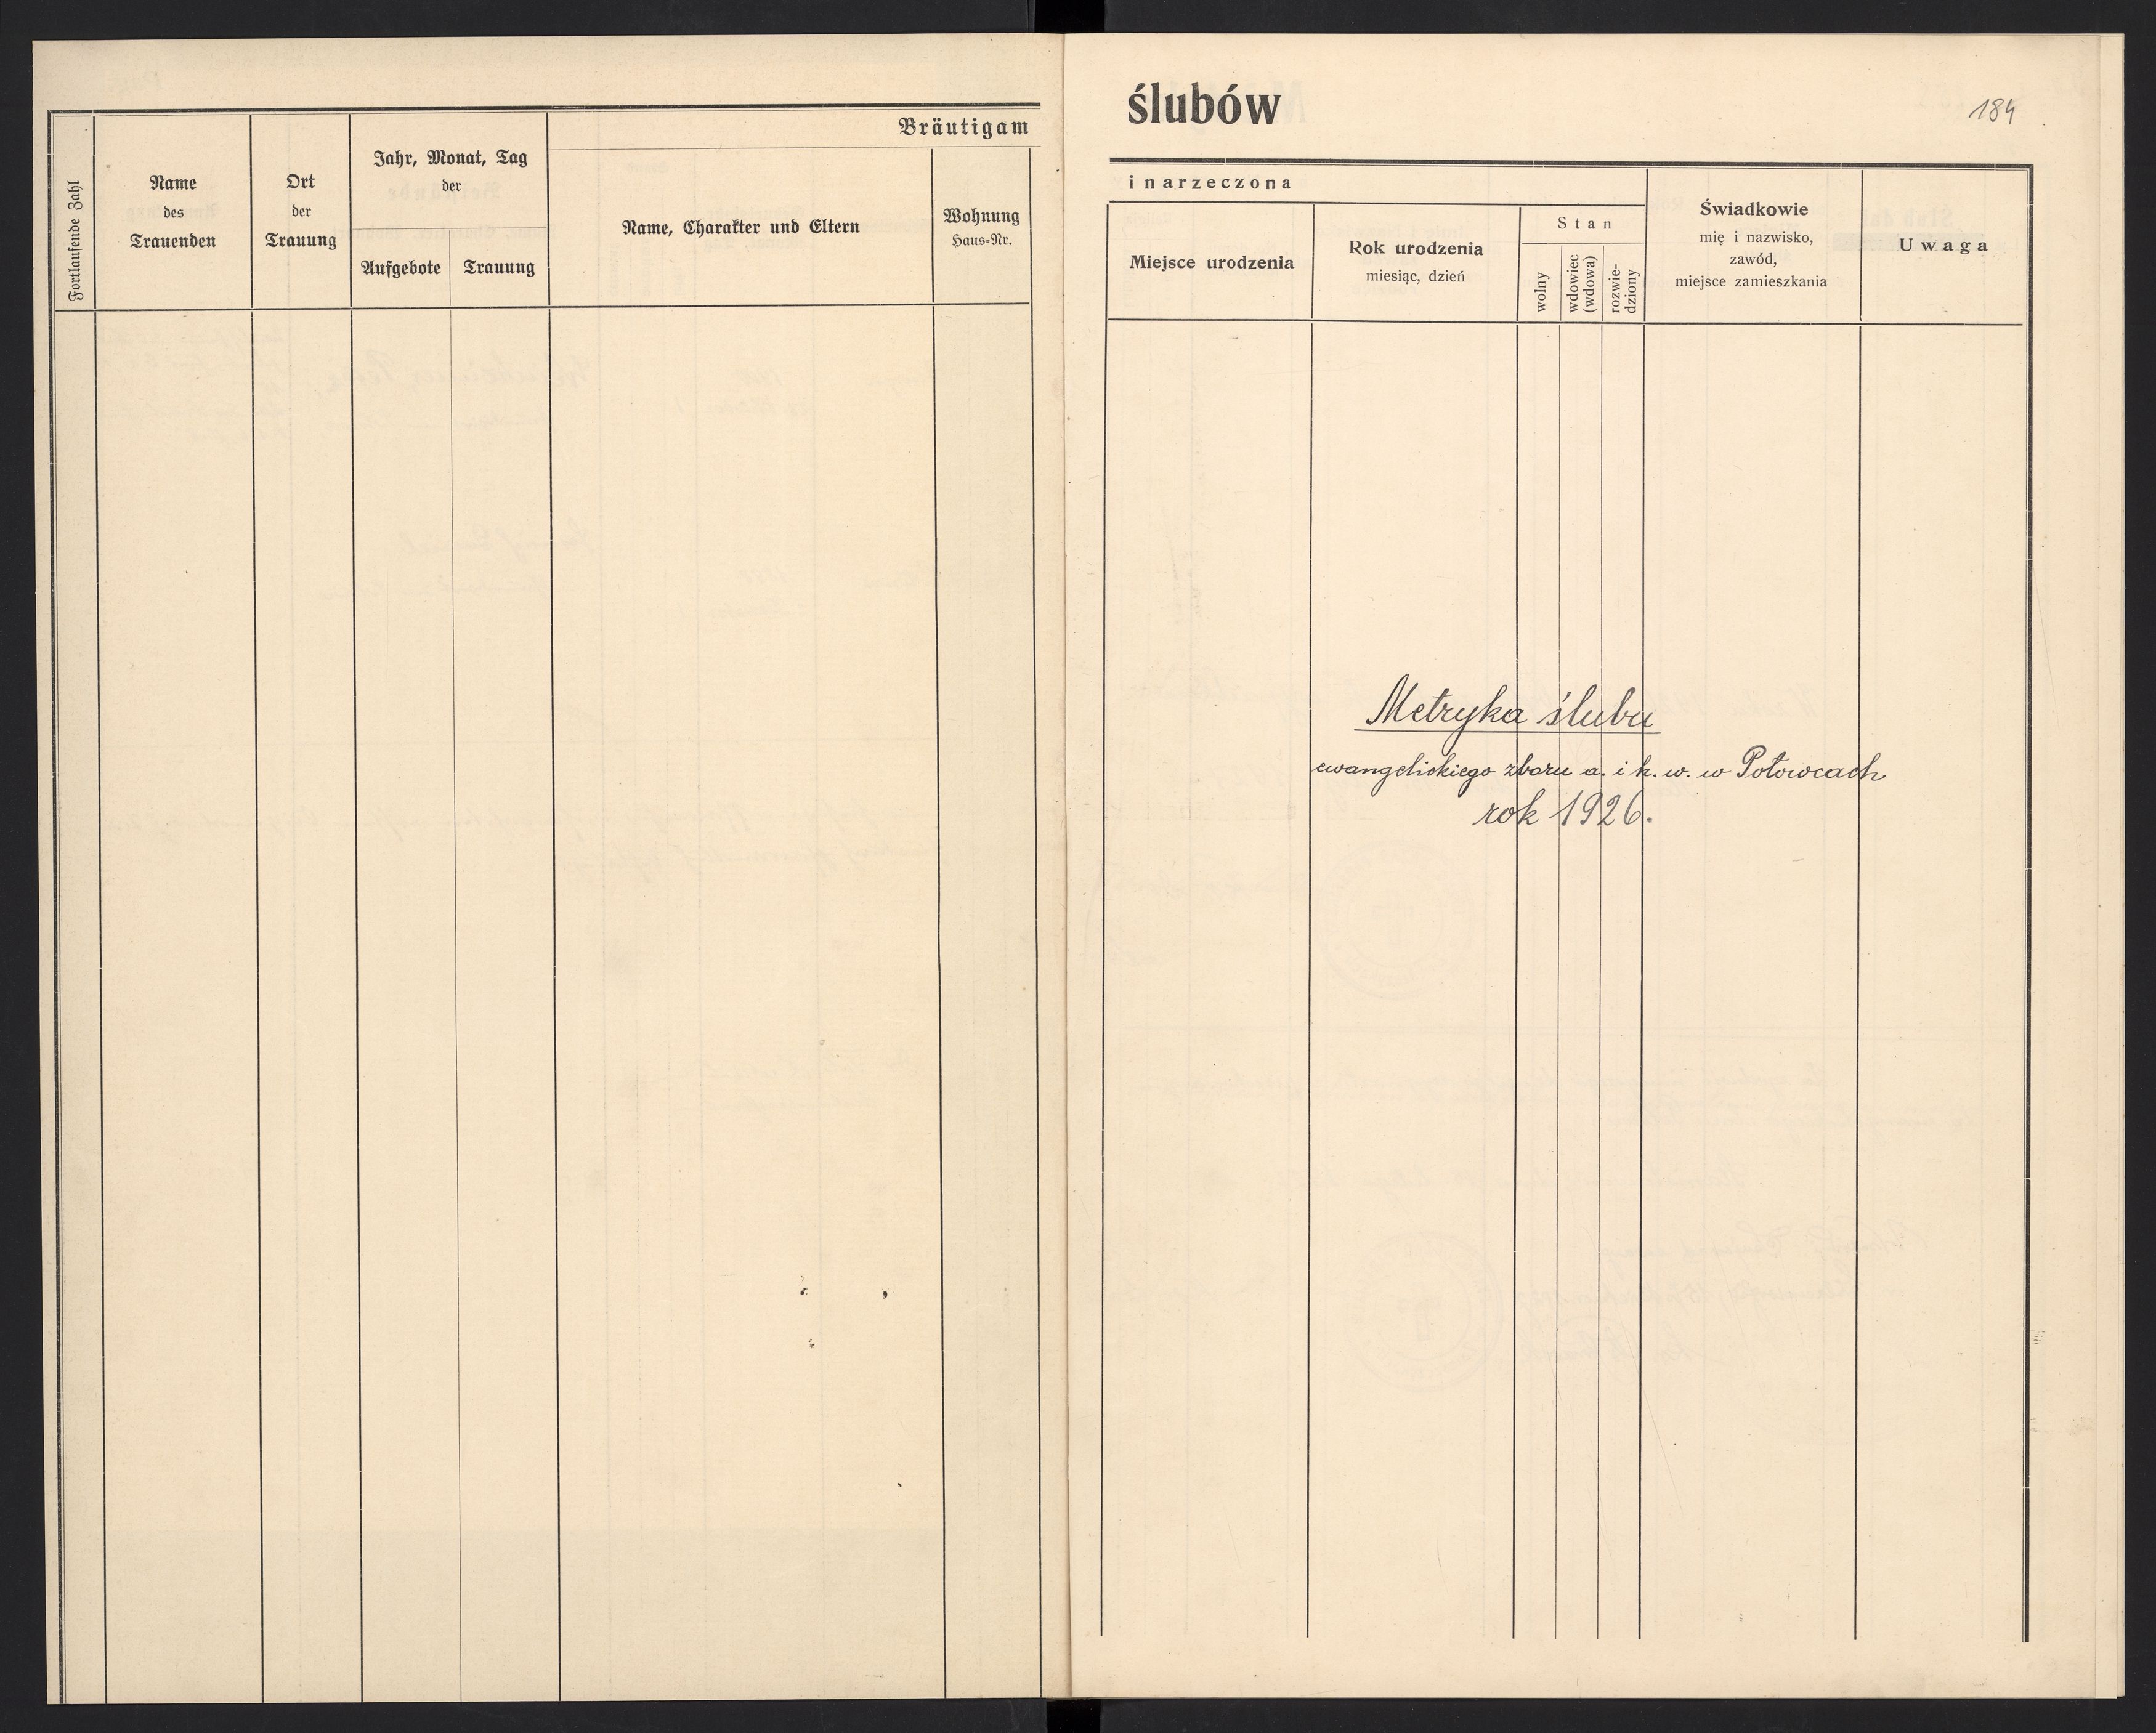 Bräutigam
Fortlaufende Zahl
Name
des
Trauenden
Ort
der
Trauung
Jahr, Monat, Tag
der
Aufgebote
Trauung
Name, Charakter und Eltern
Wohnung
Haus=Nr.
ślubów
184
i narzeczona
Miejsce urodzenia
Rok urodzenia
miesiąc, dzień
Stan
wolny
wdowiec
(wdowa)
rozwie-
dziony
Świadkowie
mię i nazwisko,
zawód,
miejsce zamieszkania
Uwaga
Metryka ślubu
ewangelickiego zboru a. i h. w. w Polowcach
rok 1926.